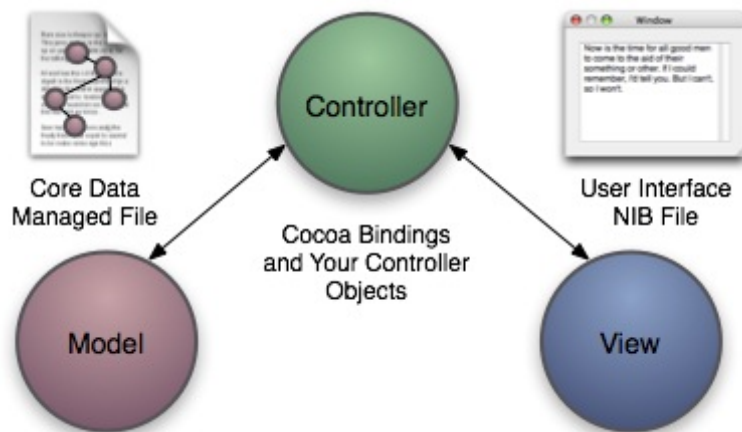 Window
Now is the time for all good men
to come to the aid of their
something or other. If I could
remember, I'd tell you. But I can't,
so I won't.
Controller
Core Data
Managed File
User Interface
NIB File
Cocoa Bindings
and Your Controller
Objects
Model
View